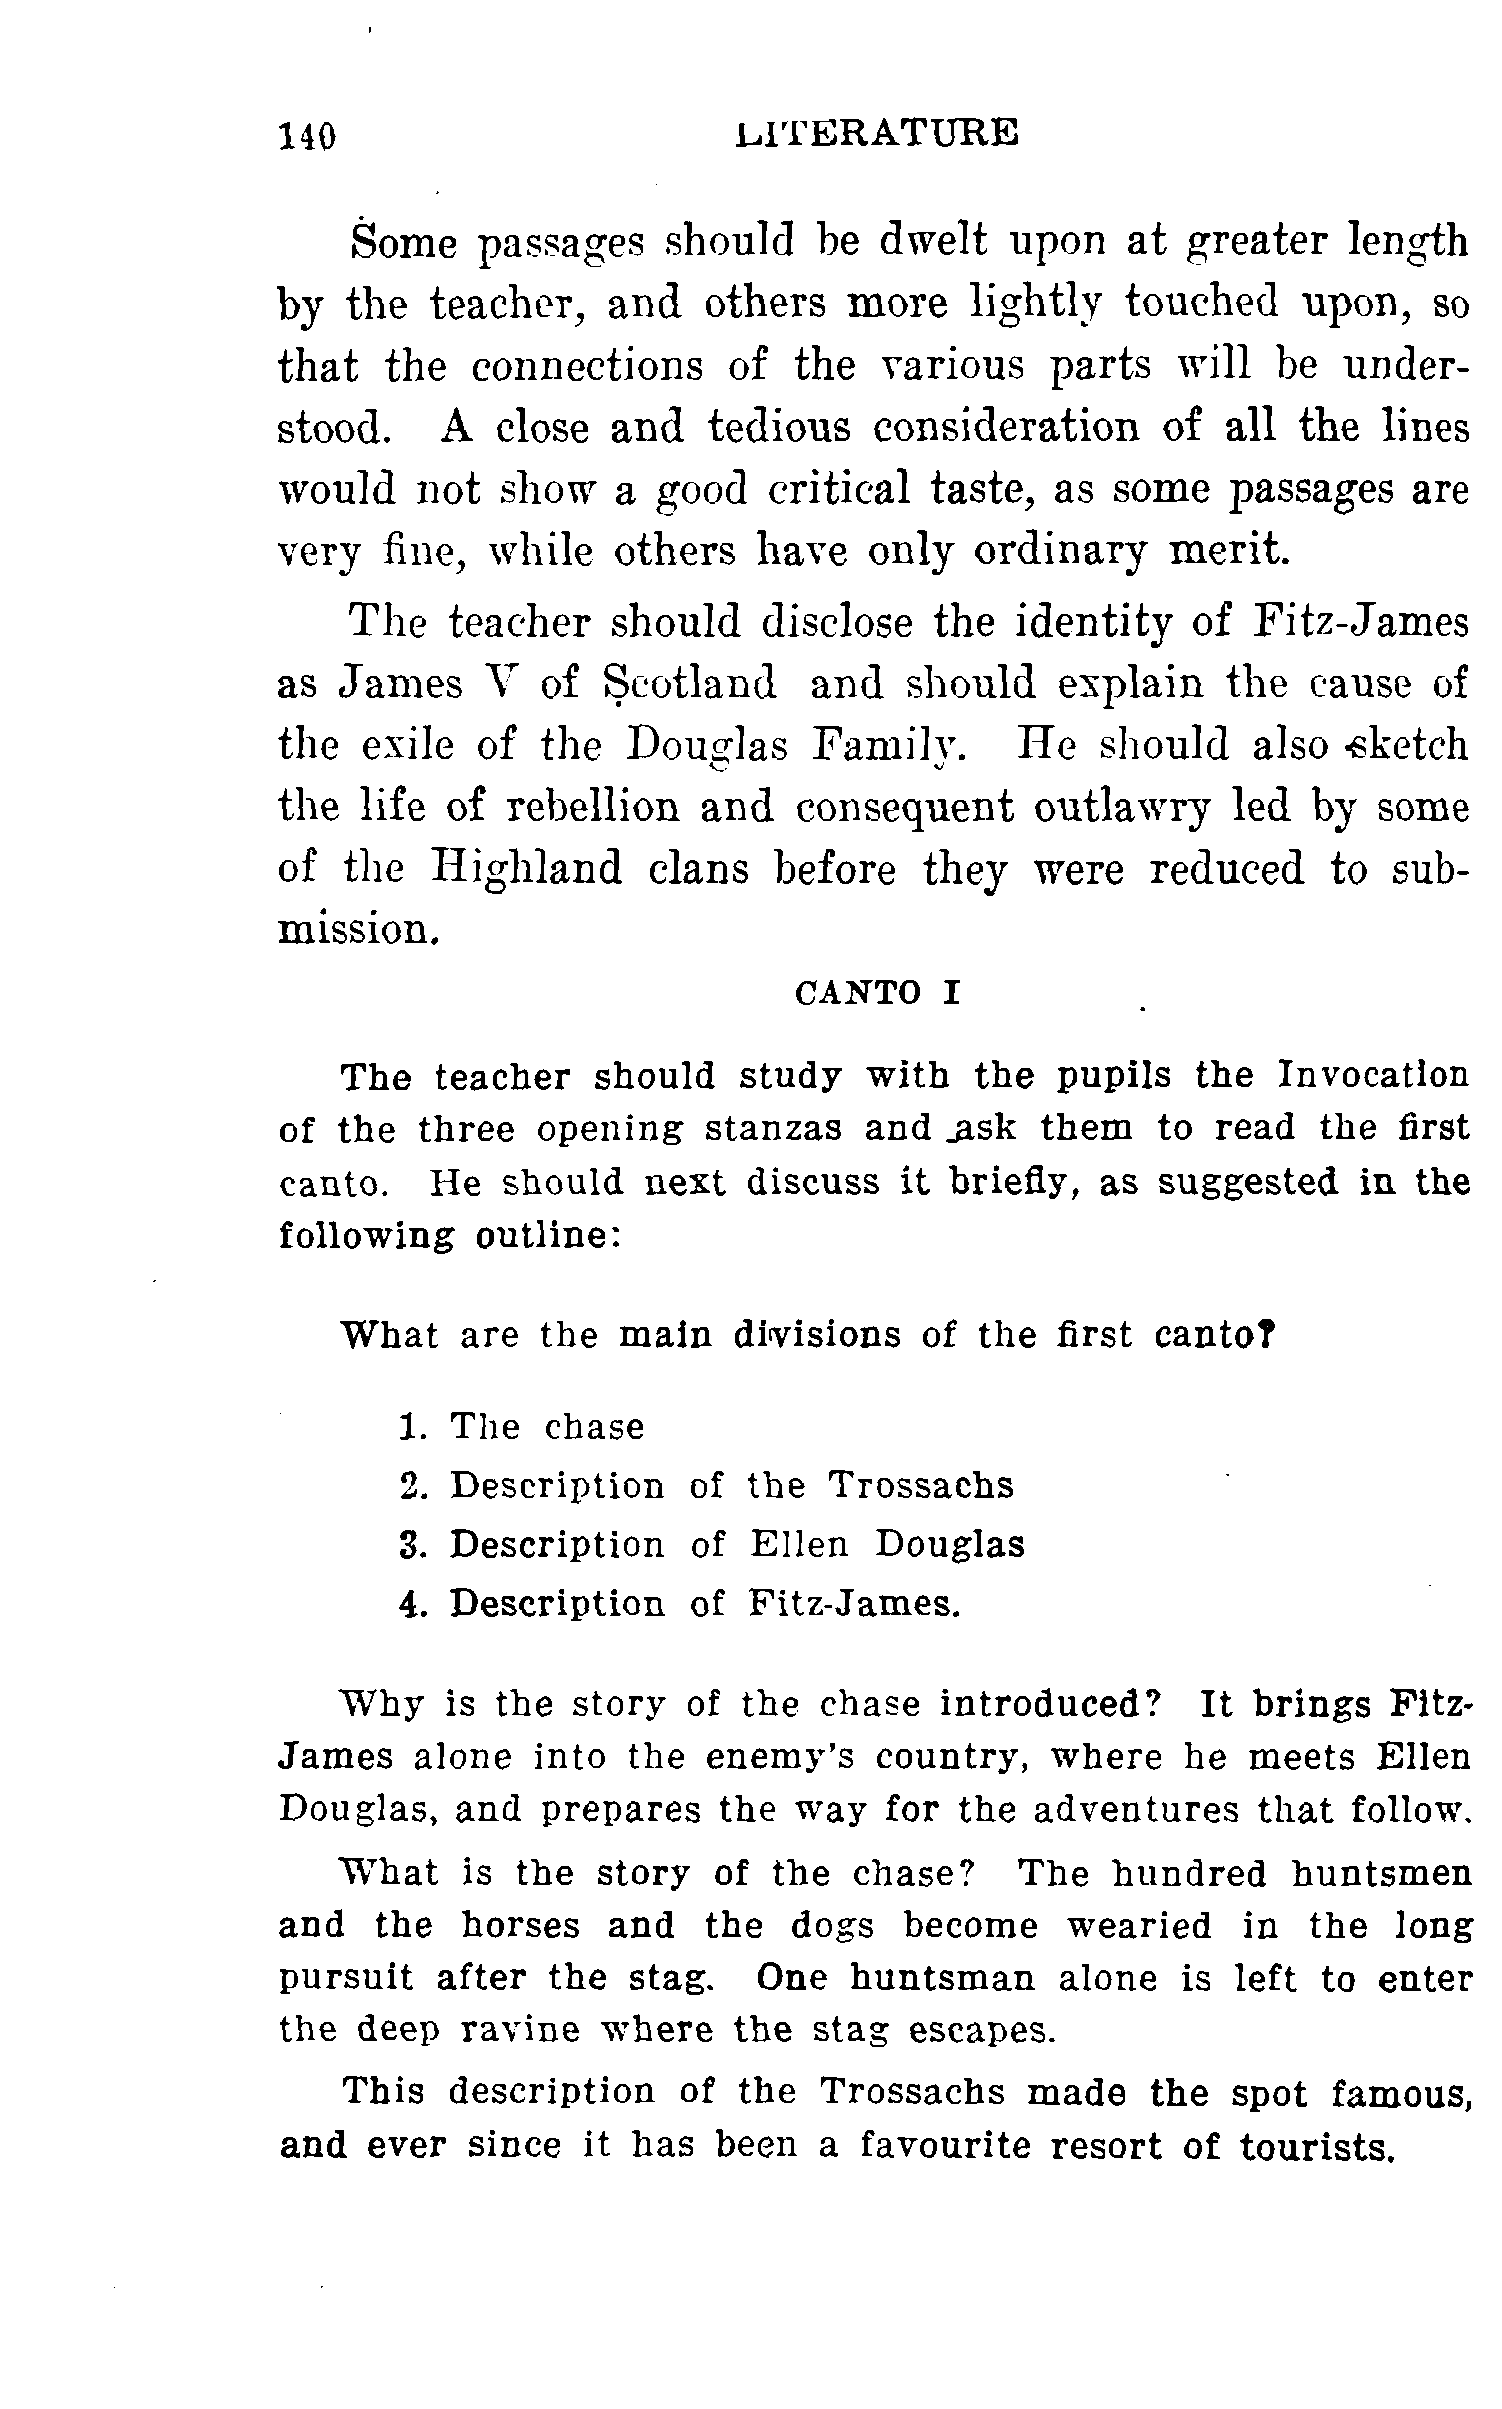 140 LITERATURE
Some passages should be dwelt upon at greater length
by the teacher, and others more lightly touched upon, so
that the connections of the various parts will be under-
stood. A close and tedious consideration of all the lines
would not show a good critical taste, as some passages are
very fine, while others have only ordinary merit.
The teacher should disclose the identity of Fitz-James
as James V of Scotland and should explain the cause of
the exile of the Douglas Family. He should also sketch
the life of rebellion and consequent outlawry led by some
of the Highland clans before they were reduced to sub-
mission.
CANTO I
The teacher should study with the pupils the Invocation
of the three opening stanzas and ask them to read the first
canto. He should next discuss it briefly, as suggested in the
following outline:
What are the main divisions of the first canto?
1. The chase
2. Description of the Trossachs
3. Description of Ellen Douglas
4. Description of Fitz-James.
Why is the story of the chase introduced? It brings Fitz-
James alone into the enemy's country, where he meets Ellen
Douglas, and prepares the way for the adventures that follow.
What is the story of the chase? The hundred huntsmen
and the horses and the dogs become wearied in the long
pursuit after the stag. One huntsman alone is left to enter
the deep ravine where the stag escapes.
This description of the Trossachs made the spot famous,
and ever since it has been a favourite resort of tourists.